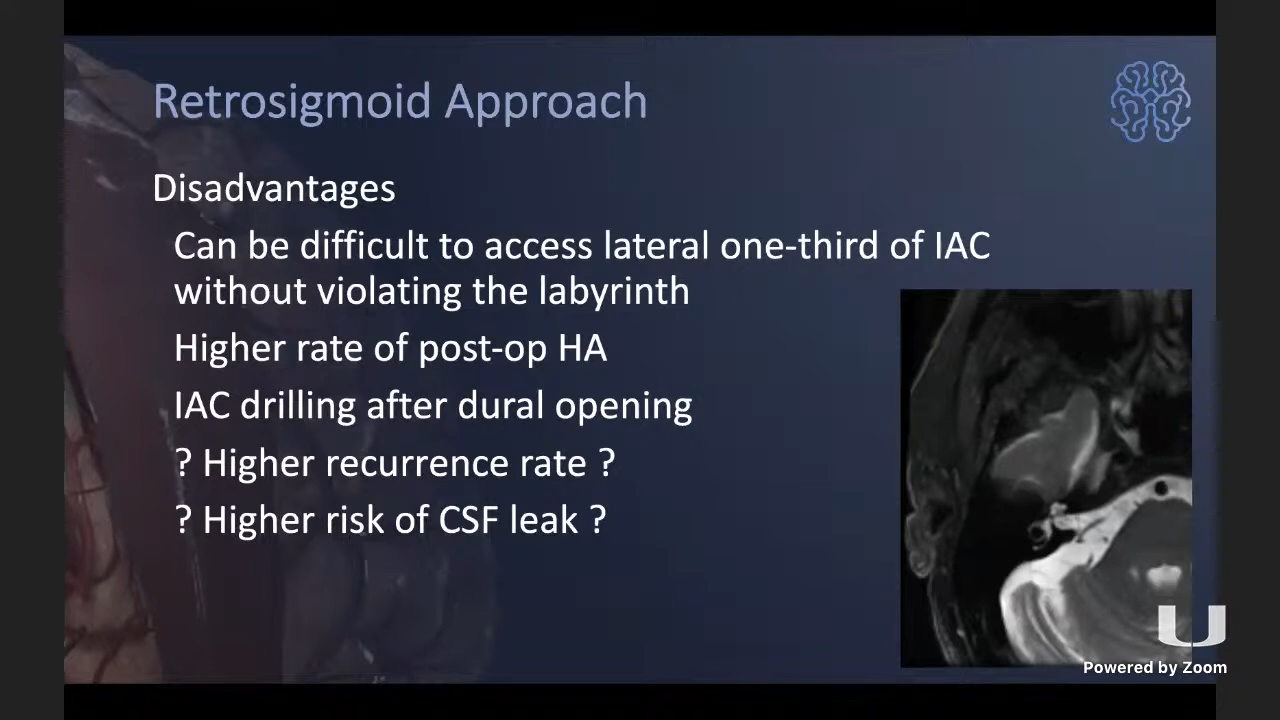 Retrosigmoid Approach
Disadvantages
Can be difficult to access lateral one-third of IAC
without violating the labyrinth
Higher rate of post-op HA
IAC drilling after dural opening
? Higher recurrence rate ?
? Higher risk of CSF leak ?
U
Powered by Zoom